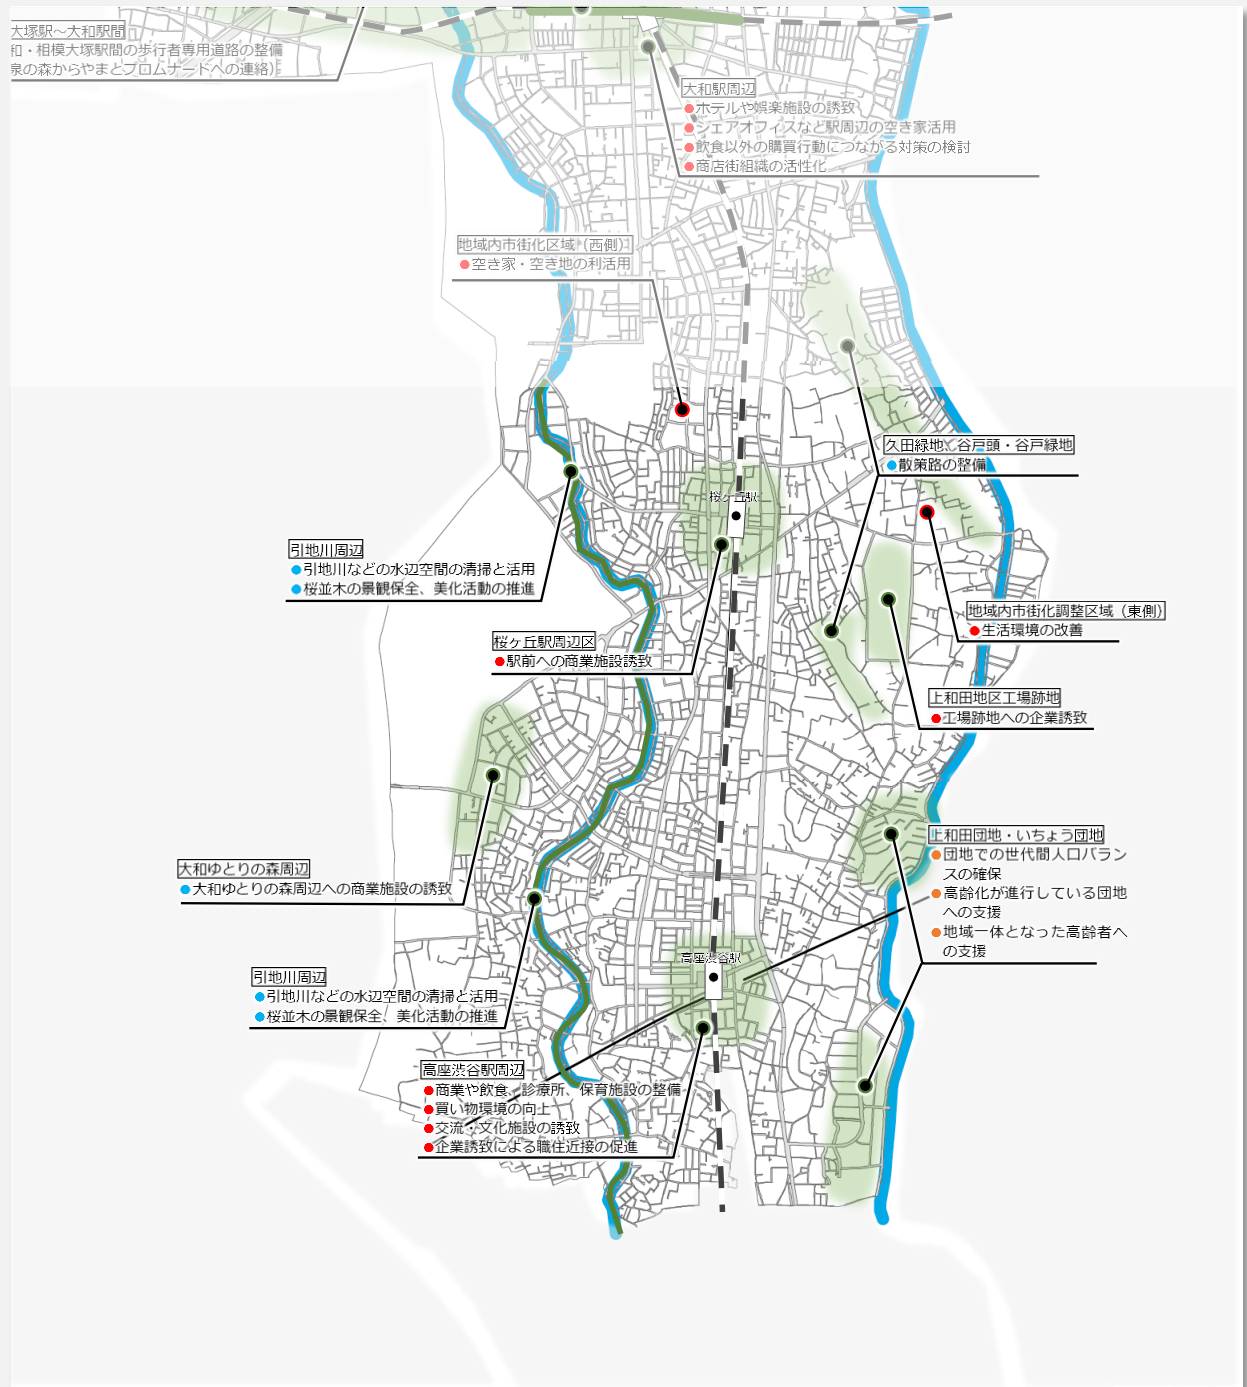 大塚駅～大和駅間
和・相模大塚駅間の歩行者専用道路の整備
泉の森からやまとプロムナードへの連絡）
大和駅周辺
ホテルや娯楽施設の誘致
シェアオフィスなど駅周辺の空き家活用
飲食以外の購買行動につながる対策の検討
商店街組織の活性化
地域内市街化区域（西側）
空き家・空き地の利活用
久田緑地、谷戸頭・谷戸緑地
散策路の整備
桜ヶ丘駅
引地川周辺
引地川などの水辺空間の清掃と活用
桜並木の景観保全、美化活動の推進
地域内市街化調整区域（東側）
生活環境の改善
桜ヶ丘駅周辺区
駅前への商業施設誘致
上和田地区工場跡地
工場跡地への企業誘致
上和田団地・いちょう団地
団地での世代間人口バラン
スの確保
高齢化が進行している団地
への支援
地域一体となった高齢者へ
の支援
大和ゆとりの森周辺
大和ゆとりの森周辺への商業施設の誘致
高座渋谷駅
引地川周辺
引地川などの水辺空間の清掃と活用
桜並木の景観保全、美化活動の推進
高座渋谷駅周辺
商業や飲食、診療所、保育施設の整備
買い物環境の向上
交流・文化施設の誘致
企業誘致による職住近接の促進